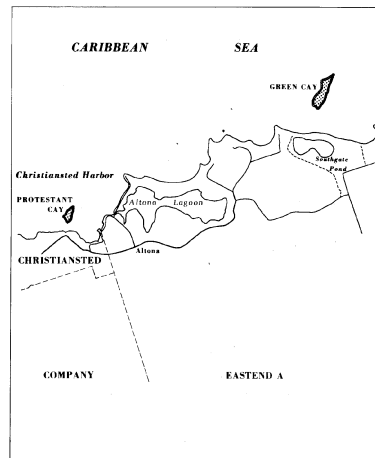 CARIBBEAN SEA
GREEN CAY
Southgate
Pond
Christiansted Harbor
PROTESTANT
CAY
Altona Lagoon
Altona
CHRISTIANSTED
COMPANY
EASTEND A